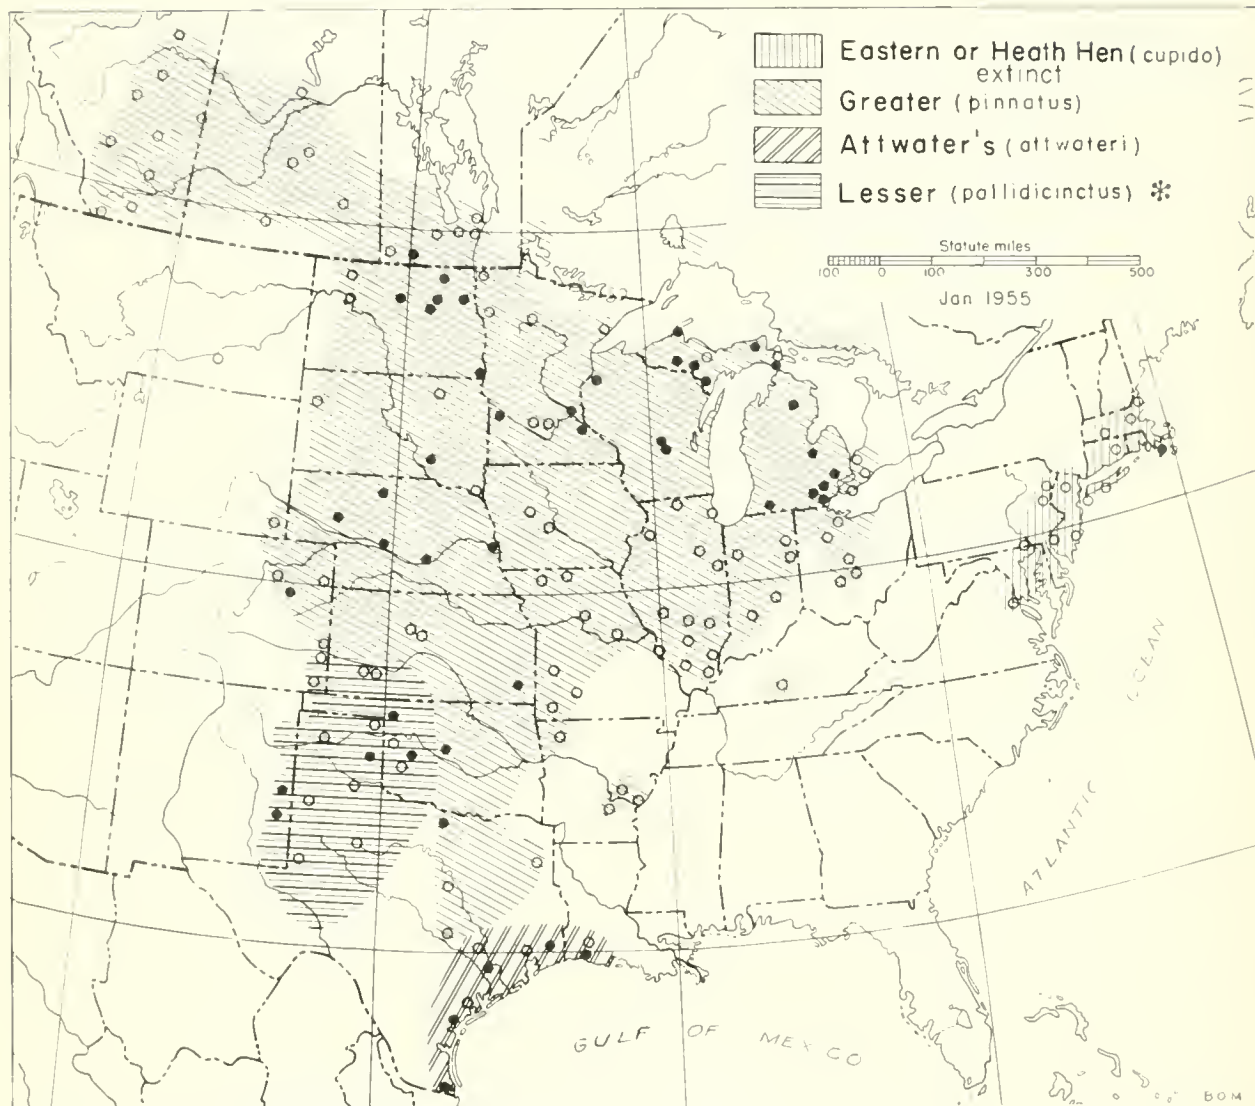 Eastern or Heath Hen (cupido)
extinct
Greater (pinnatus)
Attwater's (attwateri)
Lesser (pallidicinctus) *
Statute miles
100 0 100 300 500
Jan 1955
ATLANTIC
GULF OF MEXICO
BOM